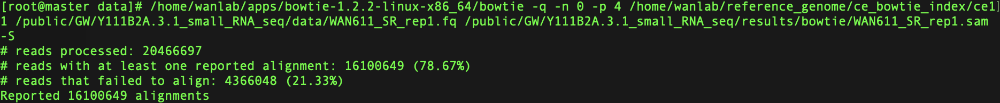 [root@master data]# /home/wanlab/apps/bowtie-1.2.2-linux-x86_64/bowtie -q -n 0 -p 4 /home/wanlab/reference_genome/ce_bowtie_index/ce1
1 /public/GW/Y111B2A.3.1_small_RNA_seq/data/WAN611_SR_rep1.fq /public/GW/Y111B2A.3.1_small_RNA_seq/results/bowtie/WAN611_SR_rep1.sam
-S
# reads processed: 20466697
# reads with at least one reported alignment: 16100649 (78.67%)
# reads that failed to align: 4366048 (21.33%)
Reported 16100649 alignments